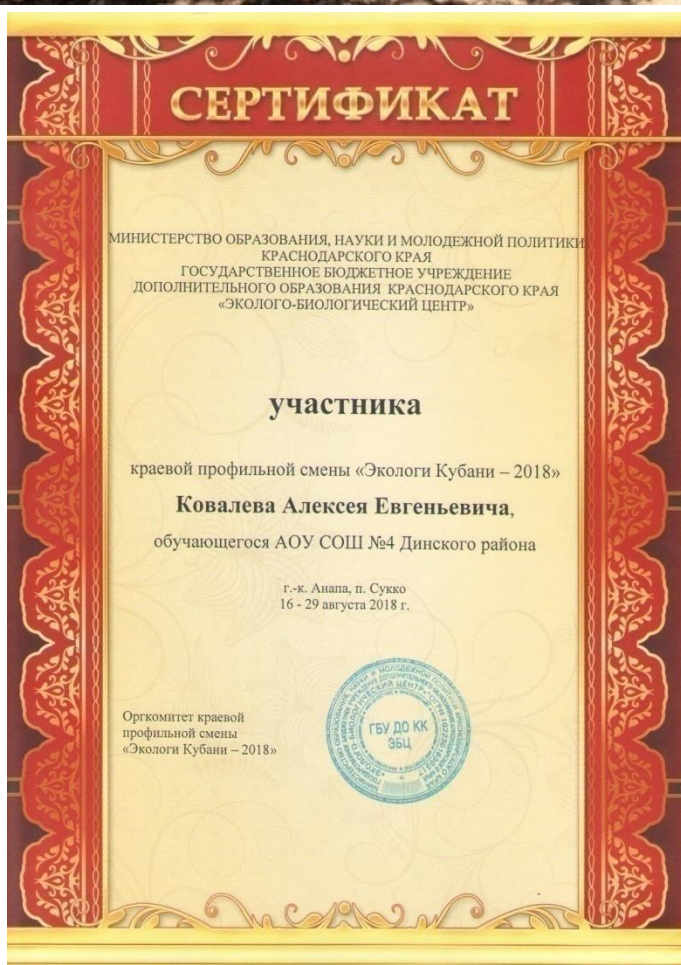 СЕРТИФИКАТ
МИНИСТЕРСТВО ОБРАЗОВАНИЯ, НАУКИ И МОЛОДЕЖНОЙ ПОЛИТИКИ
КРАСНОДАРСКОГО КРАЯ
ГОСУДАРСТВЕННОЕ БЮДЖЕТНОЕ УЧРЕЖДЕНИЕ
ДОПОЛНИТЕЛЬНОГО ОБРАЗОВАНИЯ КРАСНОДАРСКОГО КРАЯ
«ЭКОЛОГО-БИОЛОГИЧЕСКИЙ ЦЕНТР»
участника
краевой профильной смены «Экологи Кубани – 2018»
Ковалева Алексея Евгеньевича,
обучающегося АОУ СОШ №4 Динского района
г.-к. Анапа, п. Сукко
16 - 29 августа 2018 г.
Оргкомитет краевой
профильной смены
«Экологи Кубани – 2018»
ГБУ ДО КК
ЭБЦ